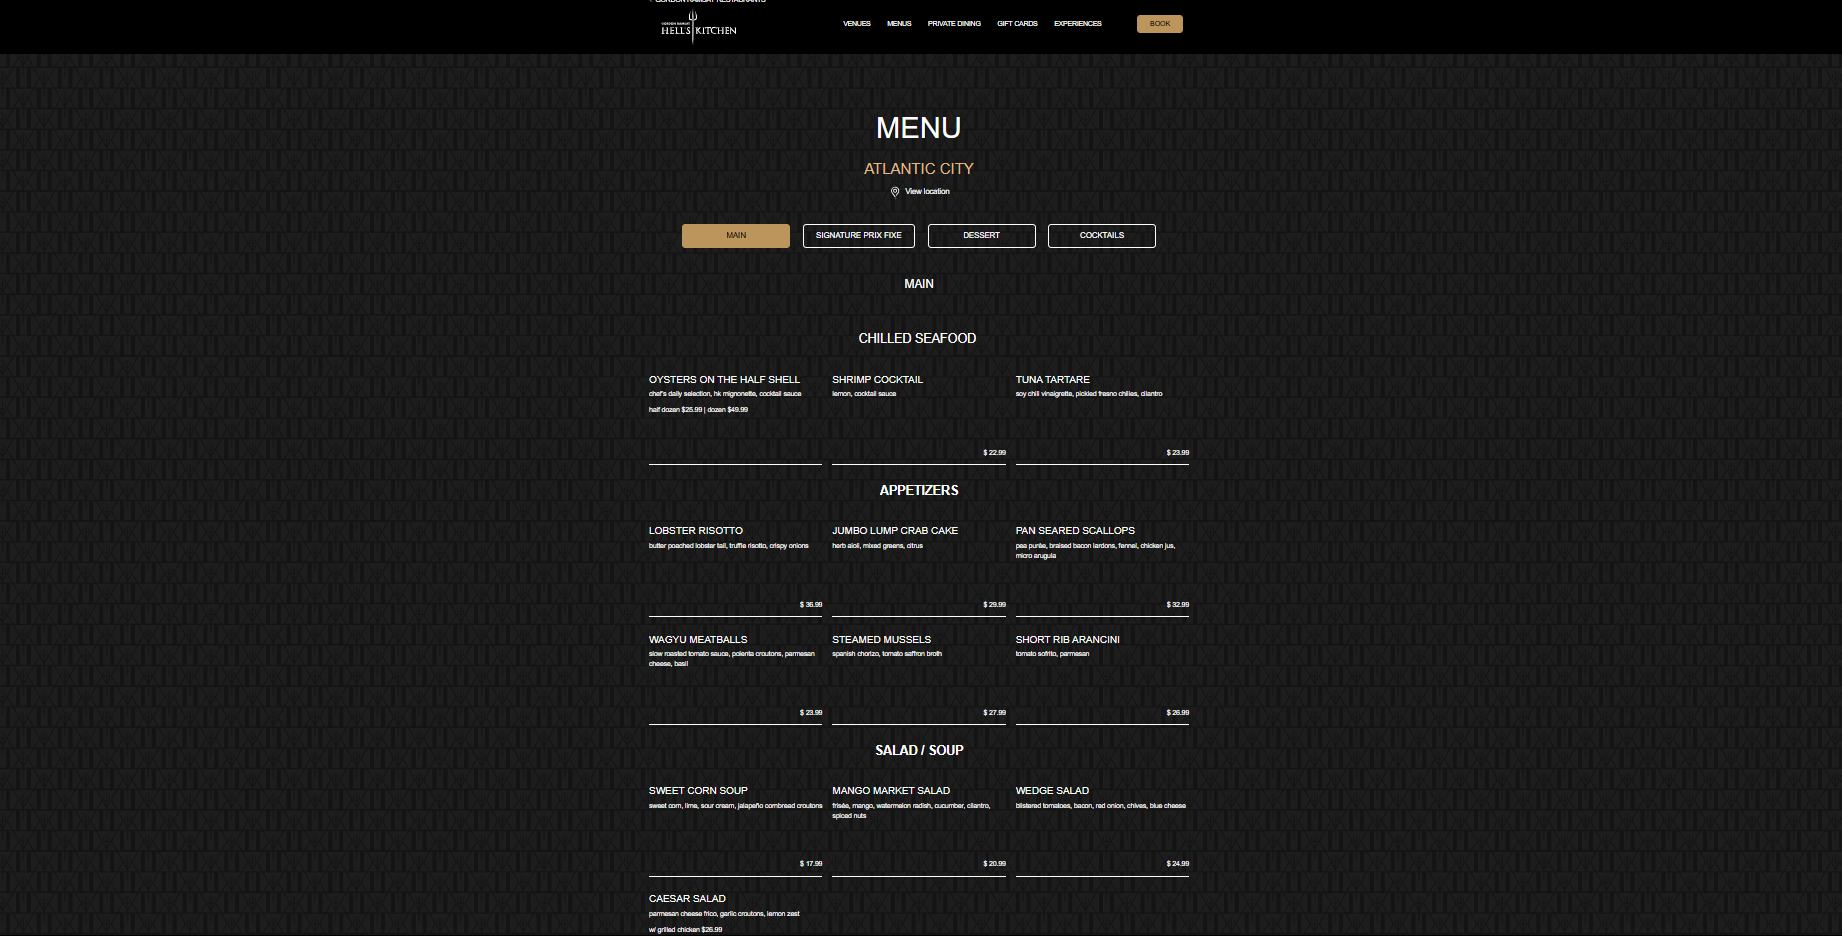 < GORDON RAMSAY RESTAURANTS
GORDON RAMSAY
HELL'S KITCHEN
VENUES
MENUS
PRIVATE DINING
GIFT CARDS
EXPERIENCES
BOOK
MENU
ATLANTIC CITY
View location
MAIN
SIGNATURE PRIX FIXE
DESSERT
COCKTAILS
MAIN
CHILLED SEAFOOD
OYSTERS ON THE HALF SHELL
chef's daily selection, hk mignonette, cocktail sauce
half dozen $25.99 | dozen $49.99
SHRIMP COCKTAIL
lemon, cocktail sauce
$ 22.99
TUNA TARTARE
soy chili vinaigrette, pickled fresno chilies, cilantro
$ 23.99
APPETIZERS
LOBSTER RISOTTO
butter poached lobster tail, truffle risotto, crispy onions
$ 36.99
JUMBO LUMP CRAB CAKE
herb aioli, mixed greens, citrus
$ 29.99
PAN SEARED SCALLOPS
pea purée, braised bacon lardons, fennel, chicken jus,
micro arugula
$ 32.99
WAGYU MEATBALLS
slow roasted tomato sauce, polenta croutons, parmesan
cheese, basil
$ 23.99
STEAMED MUSSELS
spanish chorizo, tomato saffron broth
$ 27.99
SHORT RIB ARANCINI
tomato sofrito, parmesan
$ 26.99
SALAD / SOUP
SWEET CORN SOUP
sweet corn, lime, sour cream, jalapeño cornbread croutons
$ 17.99
MANGO MARKET SALAD
frisée, mango, watermelon radish, cucumber, cilantro,
spiced nuts
$ 20.99
WEDGE SALAD
blistered tomatoes, bacon, red onion, chives, blue cheese
$ 24.99
CAESAR SALAD
parmesan cheese frico, garlic croutons, lemon zest
w/ grilled chicken $26.99